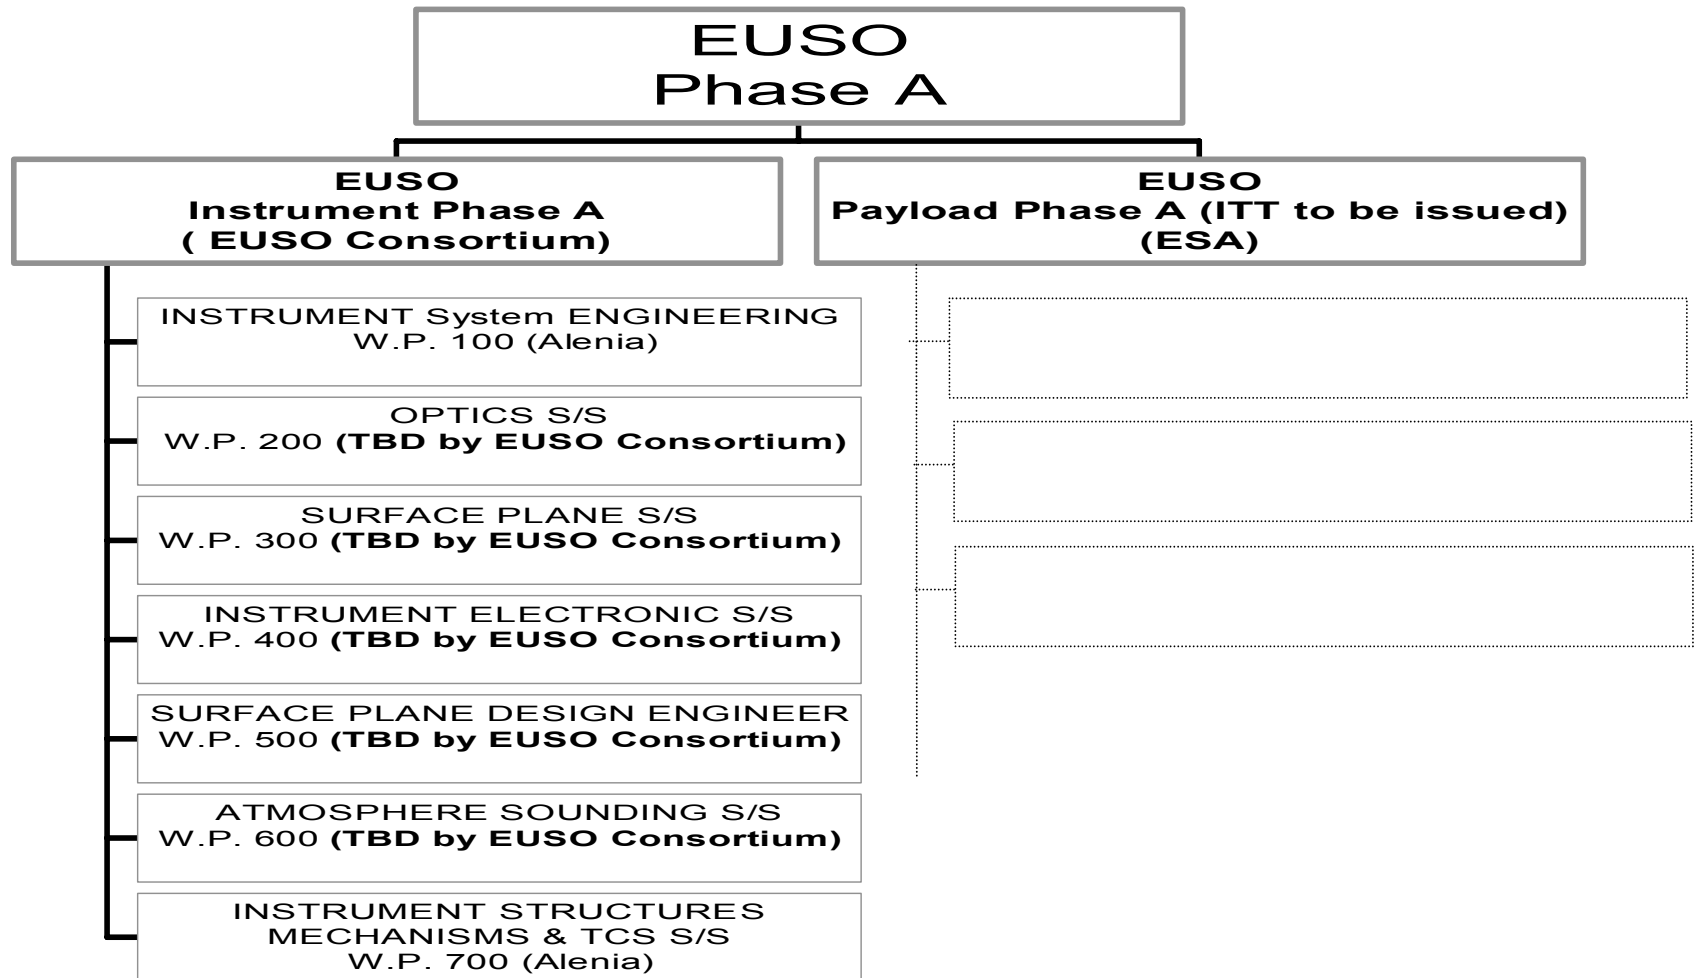 EUSO
Phase A
EUSO
Instrument Phase A
( EUSO Consortium)
EUSO
Payload Phase A (ITT to be issued)
(ESA)
INSTRUMENT System ENGINEERING
W.P. 100 (Alenia)
OPTICS S/S
W.P. 200 (TBD by EUSO Consortium)
SURFACE PLANE S/S
W.P. 300 (TBD by EUSO Consortium)
INSTRUMENT ELECTRONIC S/S
W.P. 400 (TBD by EUSO Consortium)
SURFACE PLANE DESIGN ENGINEER
W.P. 500 (TBD by EUSO Consortium)
ATMOSPHERE SOUNDING S/S
W.P. 600 (TBD by EUSO Consortium)
INSTRUMENT STRUCTURES
MECHANISMS & TCS S/S
W.P. 700 (Alenia)